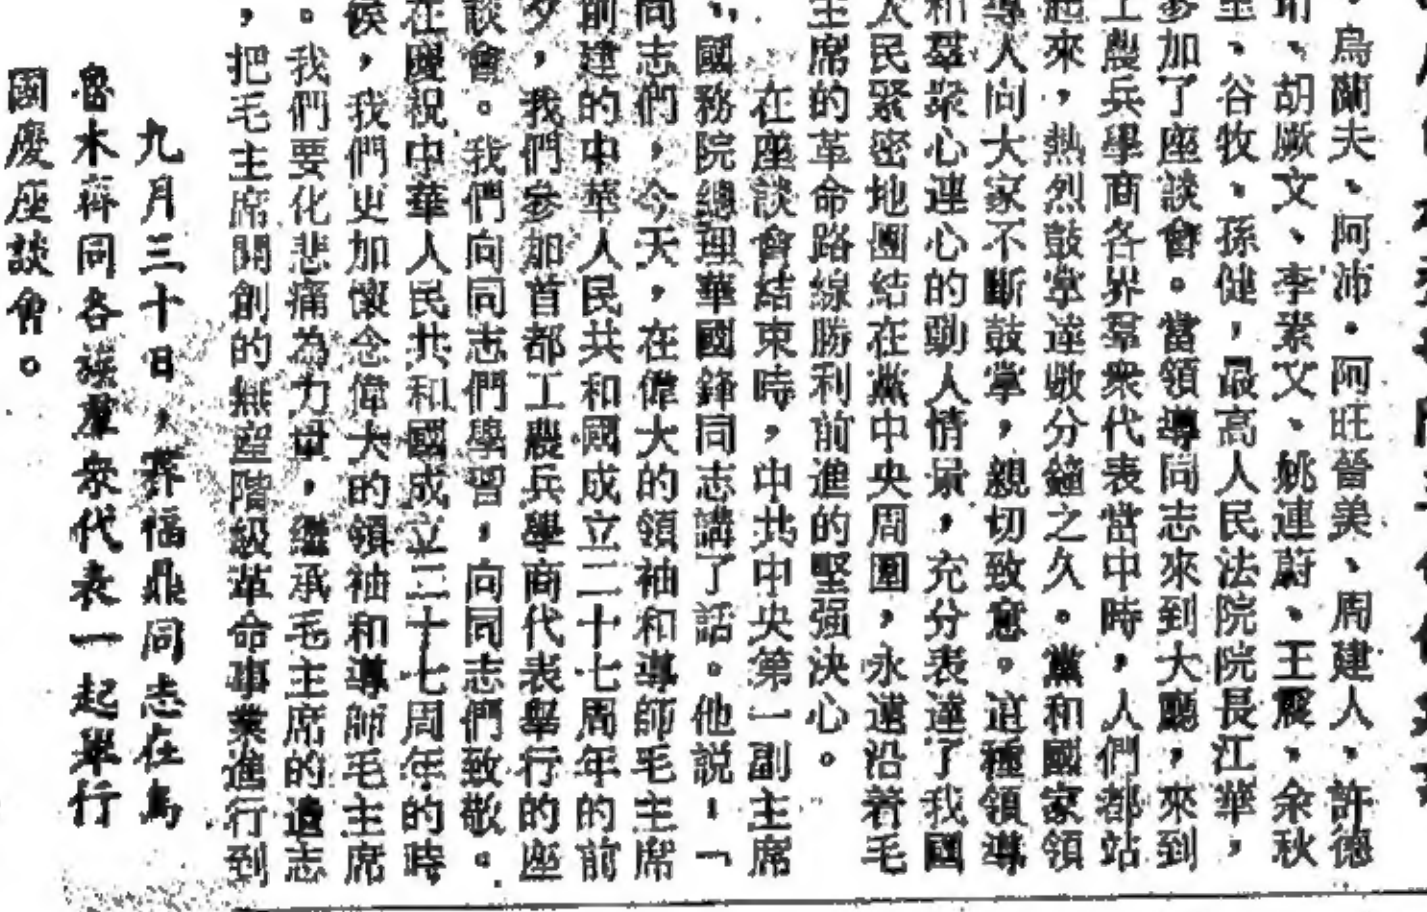 、烏蘭夫、阿沛·阿旺晉美、周建人、許德
珩、胡厥文、李素文、姚連蔚、王震、余秋
里、谷牧、孫健，最高人民法院院長江華，
參加了座談會。當領導同志來到大廳，來到
工農兵學商各界羣衆代表當中時，人們都站
起來，熱烈鼓掌達數分鐘之久。黨和國家領
導人向大家不斷鼓掌，親切致意。這種領導
和羣衆心連心的動人情景，充分表達了我國
人民緊密地團結在黨中央周圍，永遠沿着毛
主席的革命路線勝利前進的堅强決心。
在座談會結束時，中共中央第一副主席
、國務院總理華國鋒同志講了話。他說：「
同志們，今天，在偉大的領袖和導師毛主席
前建的中華人民共和國成立二十七周年的前
夕，我們參加首都工農兵學商代表舉行的座
談會。我們向同志們學習，向同志們致敬。
在慶祝中華人民共和國成立二十七周年的時
候，我們更加懷念偉大的領袖和導師毛主席
。我們要化悲痛為力量，繼承毛主席的遺志
，把毛主席開創的無產階級革命事業進行到
九月三十日，賽福鼎同志在烏
魯木齊同各族羣衆代表一起舉行
國慶座談會。